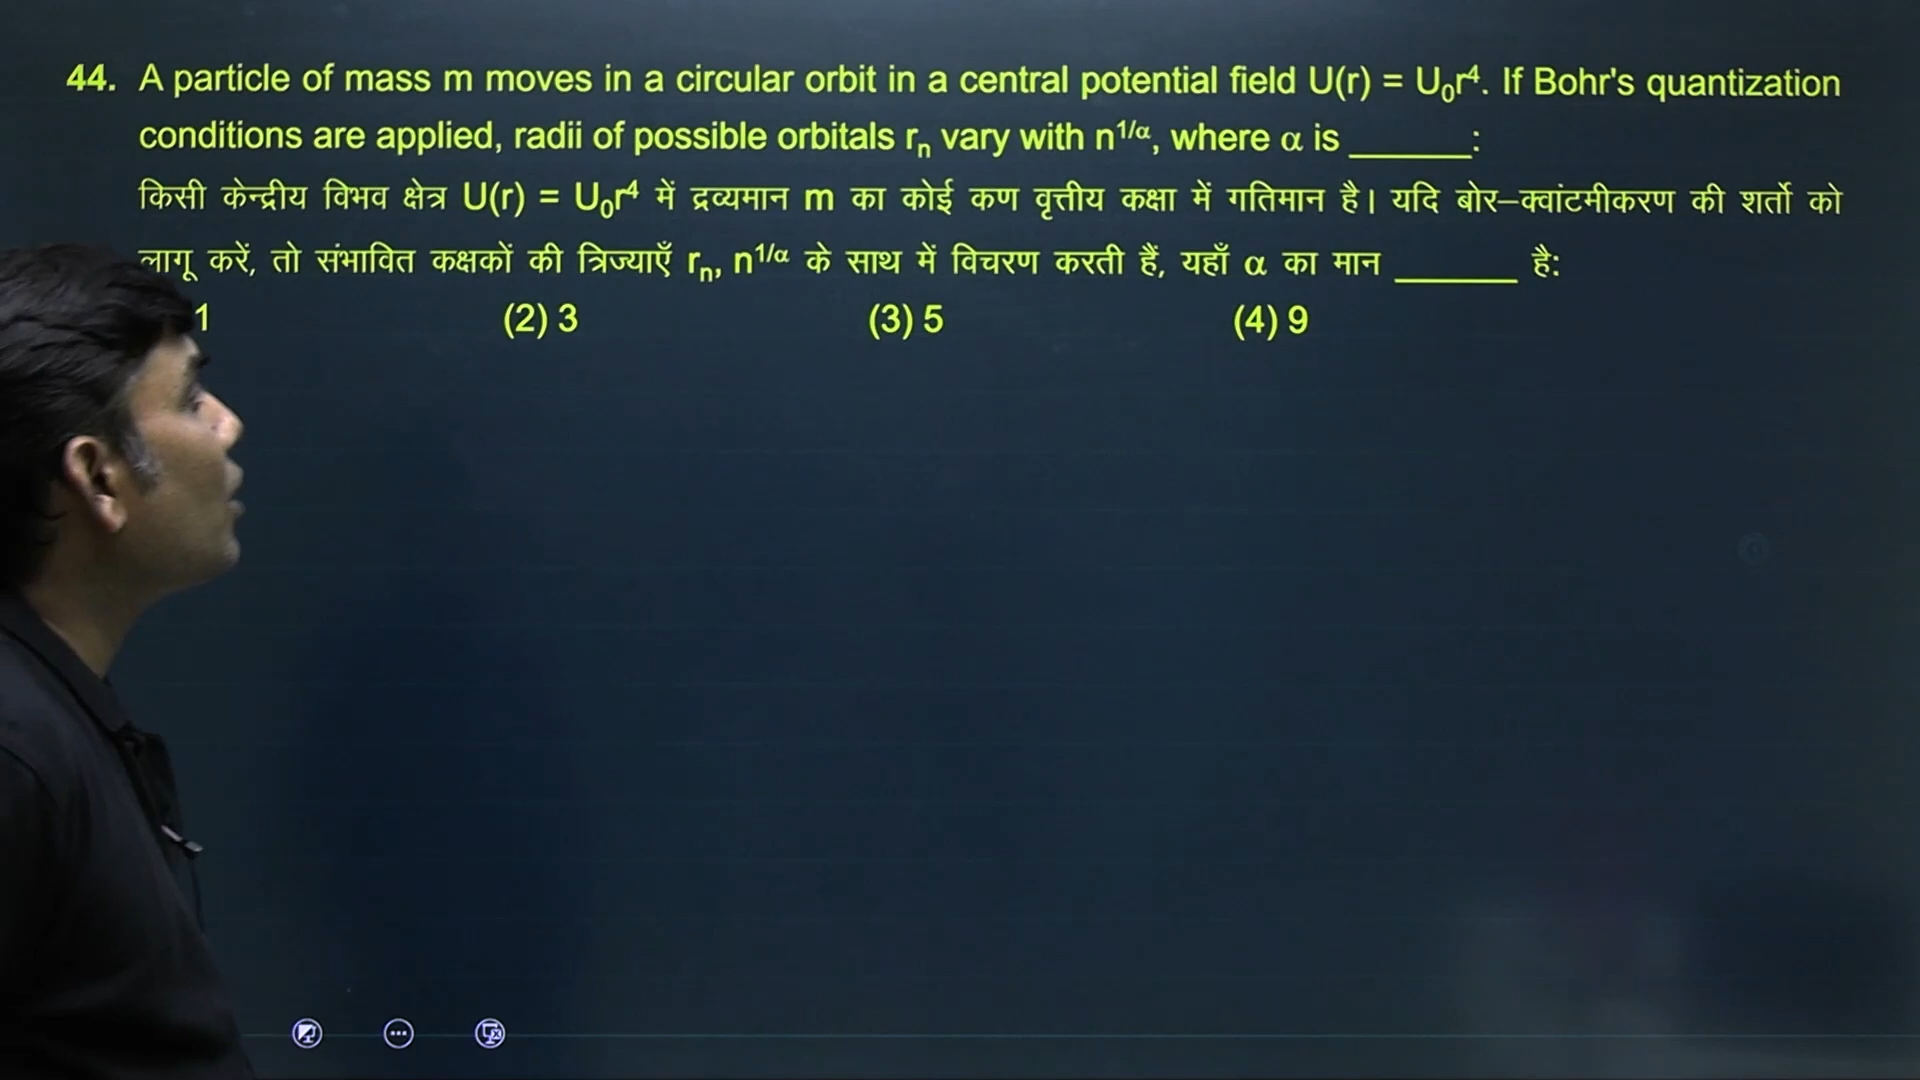 44. A particle of mass m moves in a circular orbit in a central potential field U(r) = U₀r⁴. If Bohr's quantization
conditions are applied, radii of possible orbitals rₙ vary with n^1/α, where α is ______:
किसी केन्द्रीय विभव क्षेत्र U(r) = U₀r⁴ में द्रव्यमान m का कोई कण वृत्तीय कक्षा में गतिमान है। यदि बोर–क्वांटमीकरण की शर्तो को
लागू करें, तो संभावित कक्षकों की त्रिज्याएँ rₙ, n^1/α के साथ में विचरण करती हैं, यहाँ α का मान ______ है:
1 (2) 3 (3) 5 (4) 9